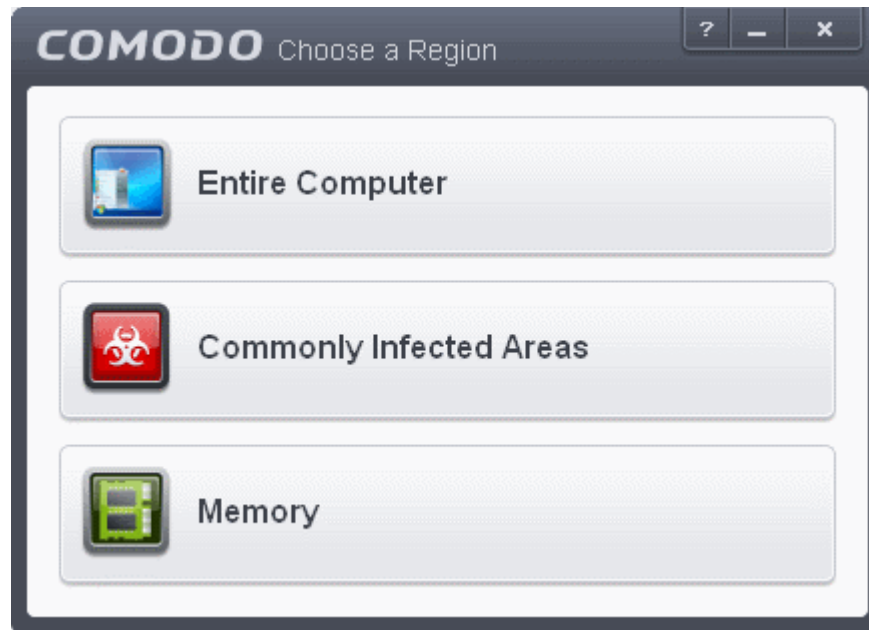 COMODO Choose a Region
? – ×
Entire Computer
Commonly Infected Areas
Memory